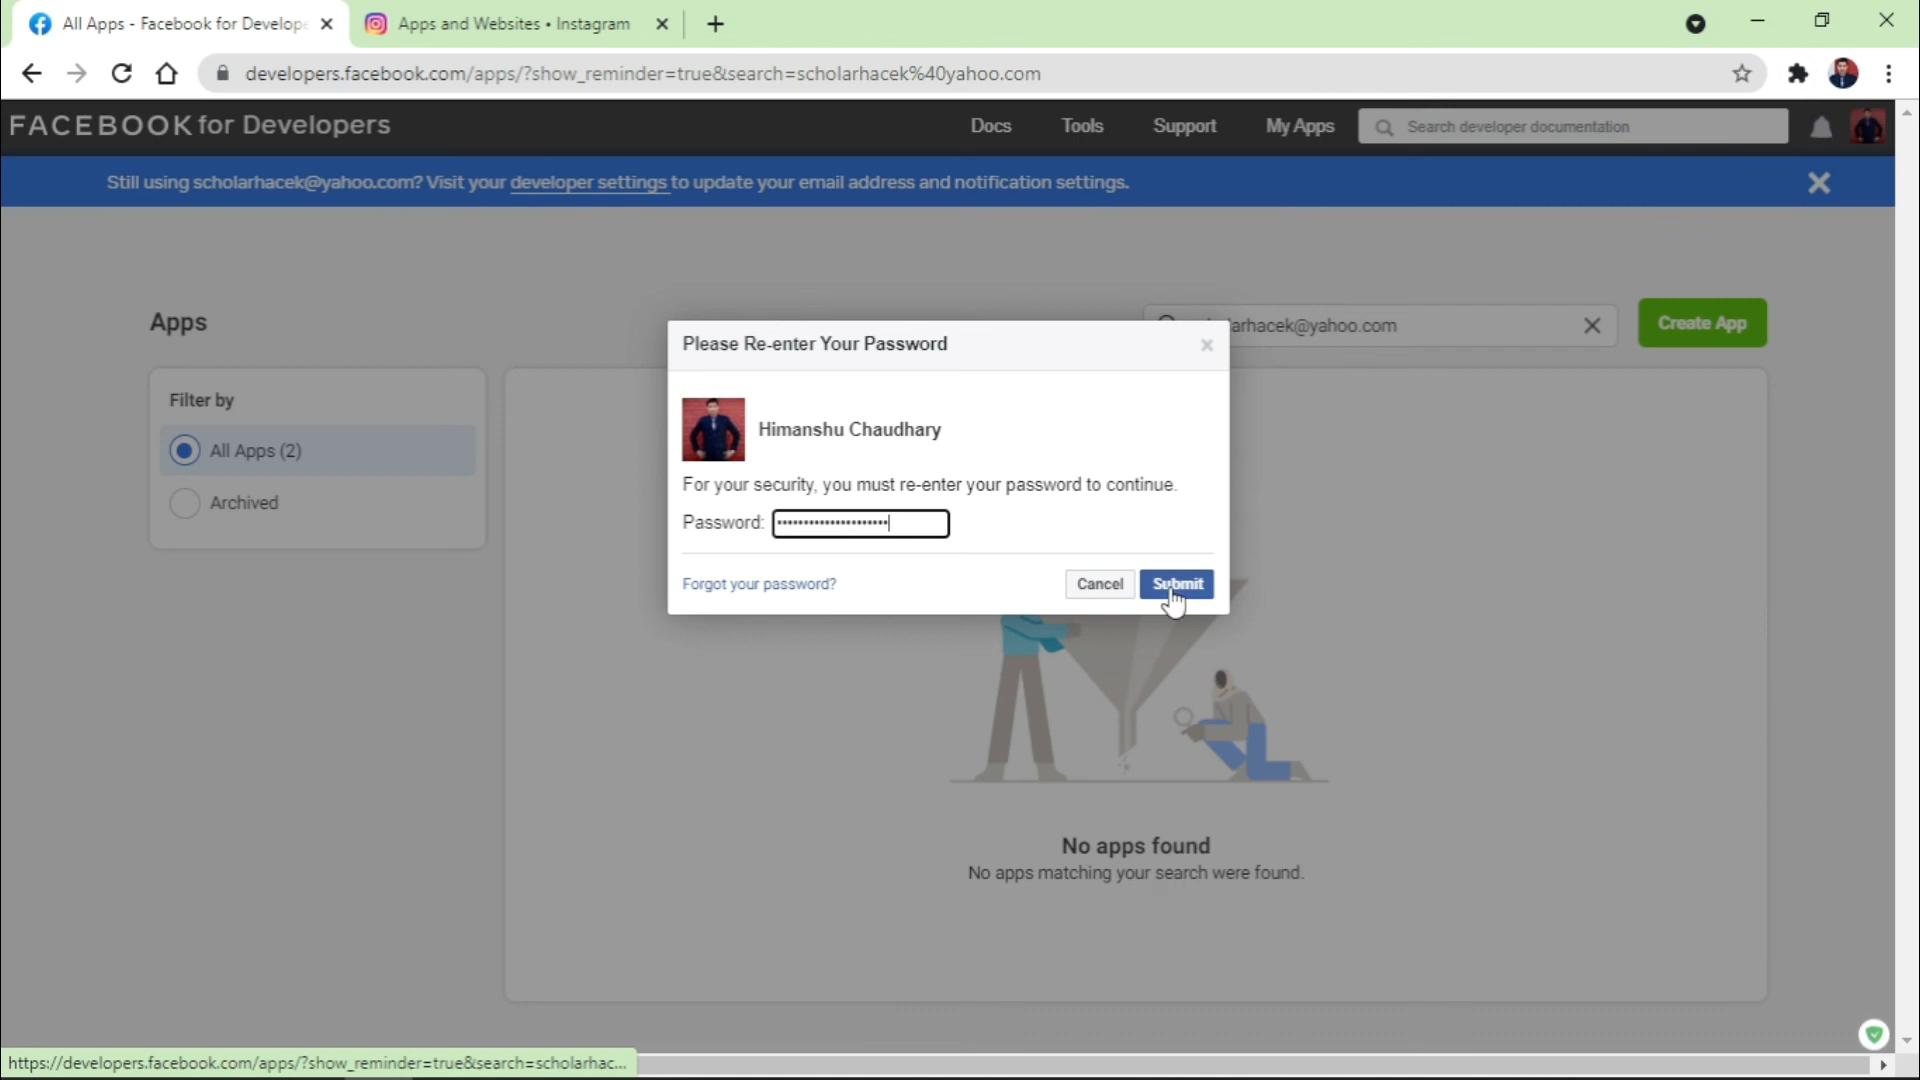 All Apps - Facebook for Develope
Apps and Websites • Instagram
developers.facebook.com/apps/?show_reminder=true&search=scholarhacek%40yahoo.com
FACEBOOK for Developers
Docs
Tools
Support
My Apps
Search developer documentation
Still using scholarhacek@yahoo.com? Visit your developer settings to update your email address and notification settings.
Apps
arhacek@yahoo.com
Create App
Filter by
All Apps (2)
Archived
Please Re-enter Your Password
Himanshu Chaudhary
For your security, you must re-enter your password to continue.
Password:
Forgot your password?
Cancel
Submit
No apps found
No apps matching your search were found.
https://developers.facebook.com/apps/?show_reminder=true&search=scholarhac...